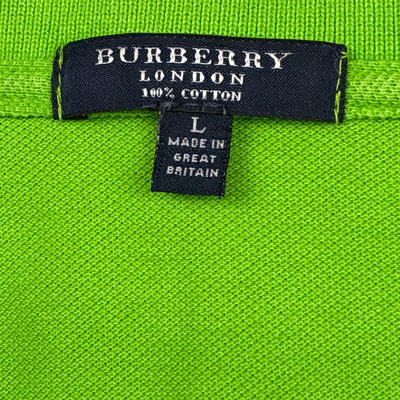 BURBERRY
LONDON
100% COTTON
L
MADE IN
GREAT
BRITAIN